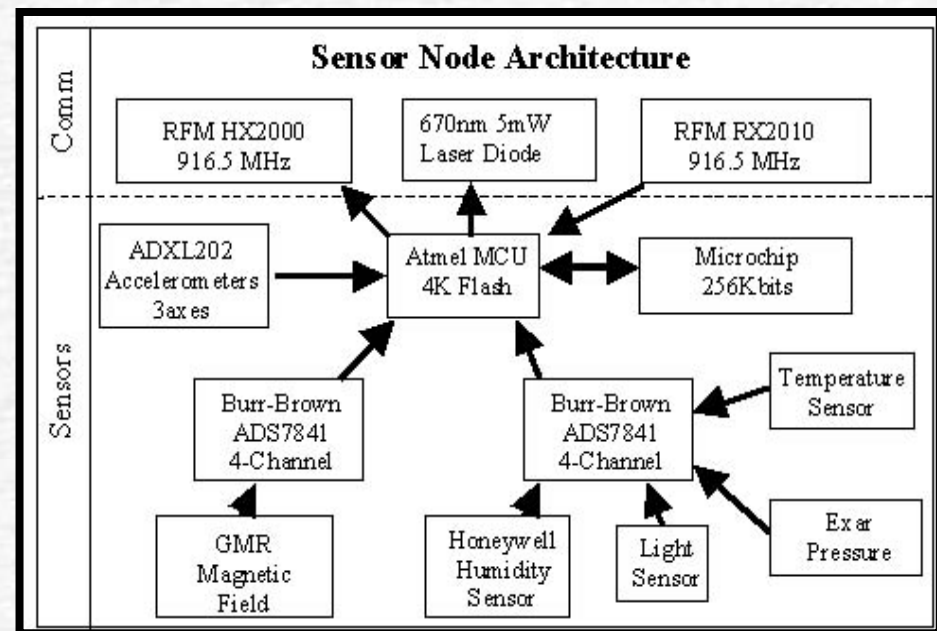 Sensor Node Architecture
Comm
RFM HX2000
916.5 MHz
670nm 5mW
Laser Diode
RFM RX2010
916.5 MHz
Sensors
ADXL202
Accelerometers
3axes
Atmel MCU
4K Flash
Microchip
256Kbits
Burr-Brown
ADS7841
4-Channel
Burr-Brown
ADS7841
4-Channel
Temperature
Sensor
GMR
Magnetic
Field
Honeywell
Humidity
Sensor
Light
Sensor
Exar
Pressure